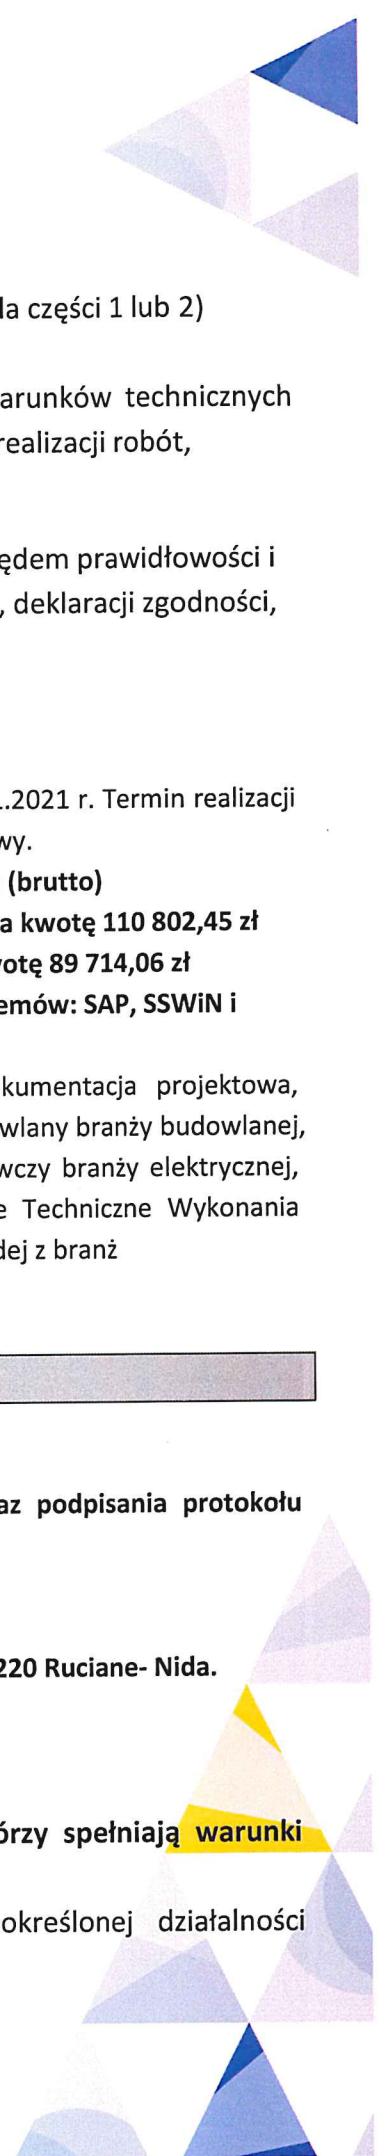 la części 1 lub 2)
arunków technicznych
realizacji robót,
ędem prawidłowości i
, deklaracji zgodności,
.2021 r. Termin realizacji
wy.
(brutto)
a kwotę 110 802,45 zł
votę 89 714,06 zł
emów: SAP, SSWiN i
kumentacja projektowa,
wlany branży budowlanej,
wczy branży elektrycznej,
e Techniczne Wykonania
dej z branż
az podpisania protokołu
220 Ruciane- Nida.
órzy spełniają warunki
określonej działalności